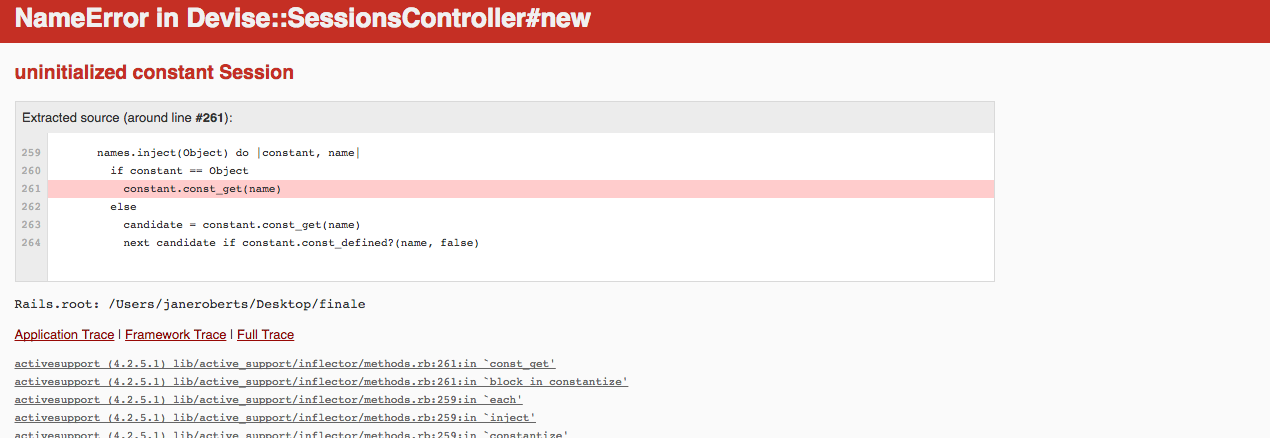 NameError in Devise::SessionsController#new
uninitialized constant Session
Extracted source (around line #261):
259 names.inject(Object) do |constant, name|
260 if constant == Object
261 constant.const_get(name)
262 else
263 candidate = constant.const_get(name)
264 next candidate if constant.const_defined?(name, false)
Rails.root: /Users/janeroberts/Desktop/finale
Application Trace | Framework Trace | Full Trace
activesupport (4.2.5.1) lib/active_support/inflector/methods.rb:261:in `const_get'
activesupport (4.2.5.1) lib/active_support/inflector/methods.rb:261:in `block in constantize'
activesupport (4.2.5.1) lib/active_support/inflector/methods.rb:259:in `each'
activesupport (4.2.5.1) lib/active_support/inflector/methods.rb:259:in `inject'
activesupport (4.2.5.1) lib/active_support/inflector/methods.rb:259:in `constantize'